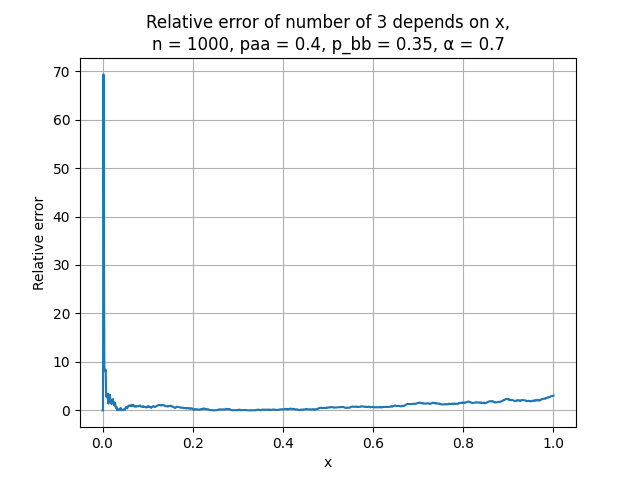 Relative error of number of 3 depends on x,
n = 1000, paa = 0.4, p_bb = 0.35, α = 0.7
70
60
50
40
30
20
10
0
Relative error
0.0 0.2 0.4 0.6 0.8 1.0
x